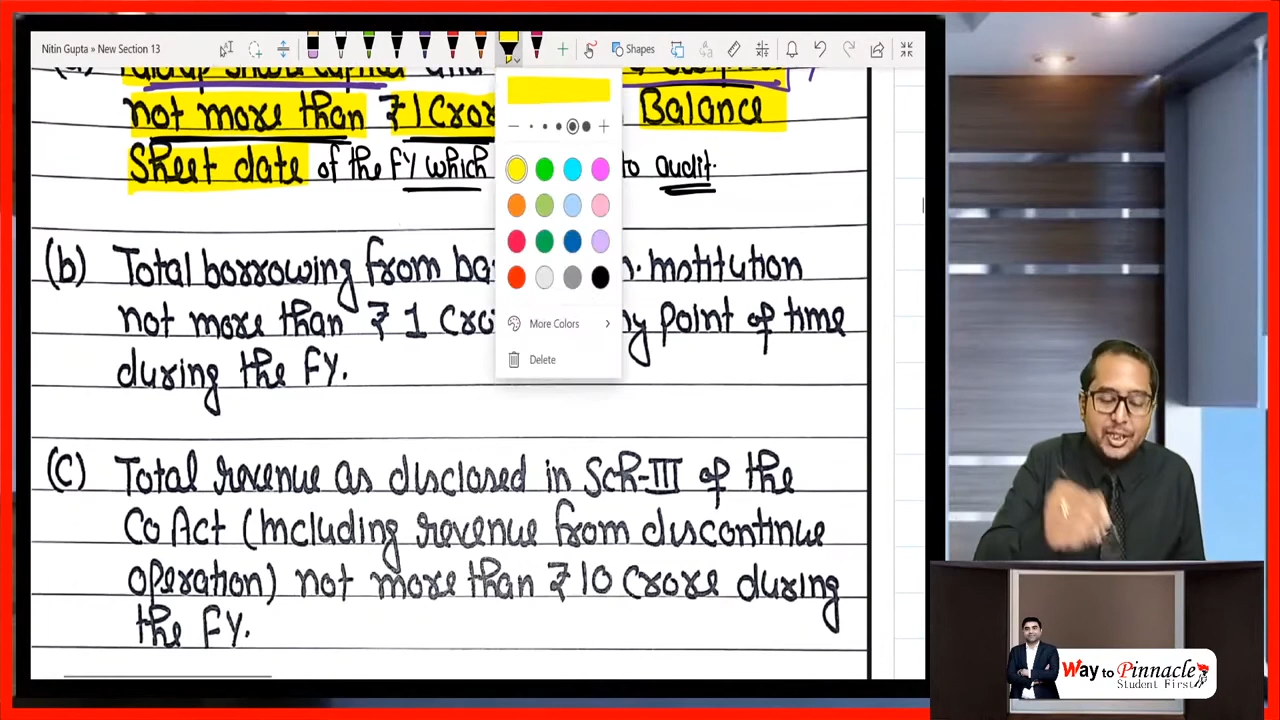 Nitin Gupta » New Section 13
Shapes
not more than ₹1 Cror Balance
Sheet date of the FY which to audit.
(b) Total borrowing from ba n. institution
not more than ₹ 1 Cro ny point of time
during the FY.
More Colors
Delete
(c) Total revenue as disclosed in Sch-III of the
Co Act (Including revenue from discontinue
operation) not more than ₹10 Crore during
the FY.
Way to Pinnacle
Student First